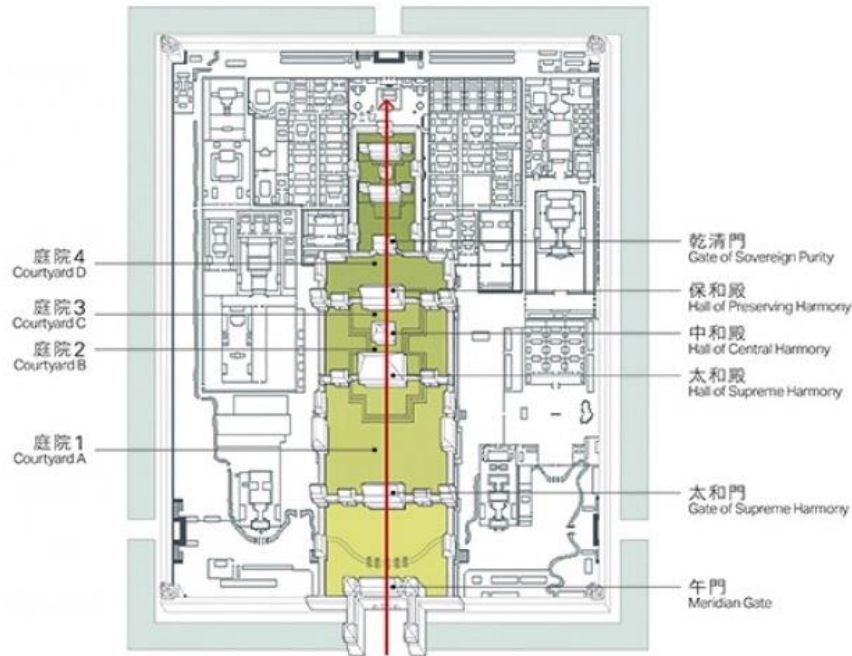 庭院4
Courtyard D
庭院3
Courtyard C
庭院2
Courtyard B
庭院1
Courtyard A
乾清門
Gate of Sovereign Purity
保和殿
Hall of Preserving Harmony
中和殿
Hall of Central Harmony
太和殿
Hall of Supreme Harmony
太和門
Gate of Supreme Harmony
午門
Meridian Gate